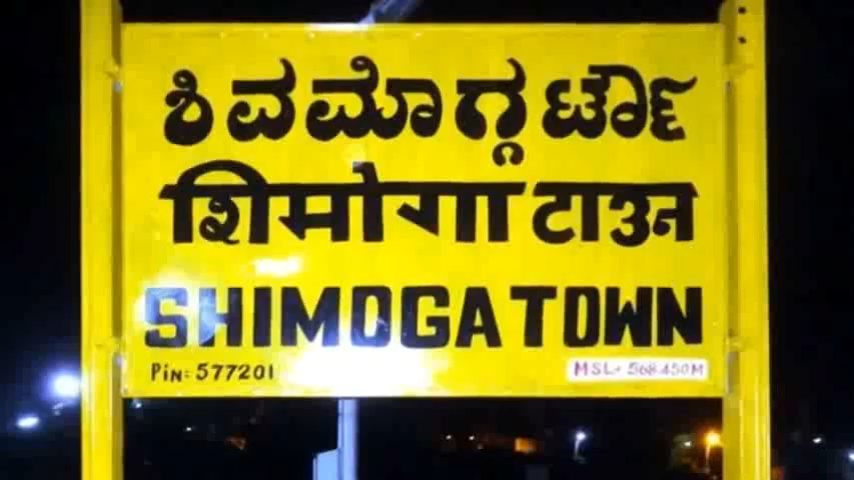 ಶಿವಮೊಗ್ಗ ಟೌನ್
शिमोगा टाउन
SHIMOGA TOWN
PIN: 577201
MSL+ 568.450M